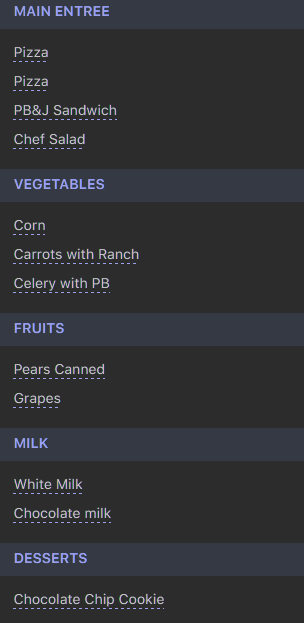 MAIN ENTREE
Pizza
Pizza
PB&J Sandwich
Chef Salad
VEGETABLES
Corn
Carrots with Ranch
Celery with PB
FRUITS
Pears Canned
Grapes
MILK
White Milk
Chocolate milk
DESSERTS
Chocolate Chip Cookie